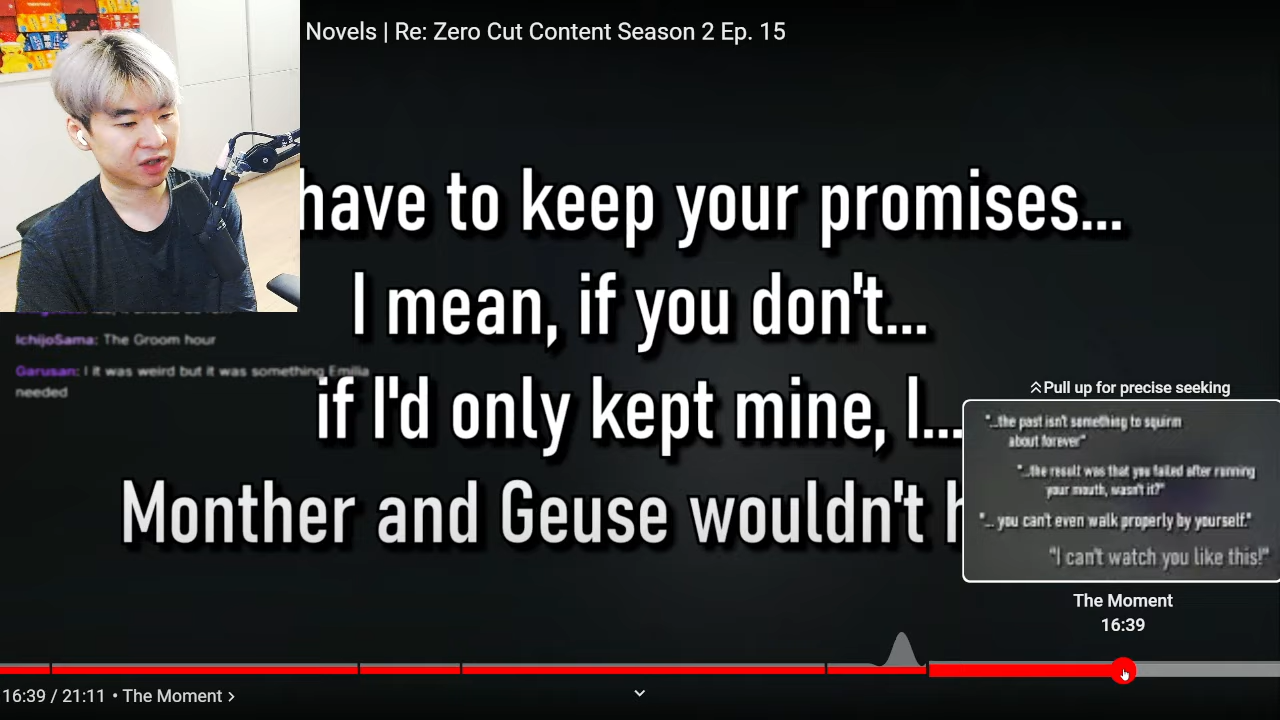 Novels | Re: Zero Cut Content Season 2 Ep. 15
have to keep your promises...
I mean, if you don't...
if I'd only kept mine, I...
Monther and Geuse wouldn't h
IchijoSama: The Groom hour
Garusan: I it was weird but it was something Emilia
needed
Pull up for precise seeking
"...the past isn't something to squirm
about forever"
"...the result was that you failed after running
your mouth, wasn't it?"
"... you can't even walk properly by yourself."
"I can't watch you like this!"
The Moment
16:39
16:39 / 21:11 • The Moment >